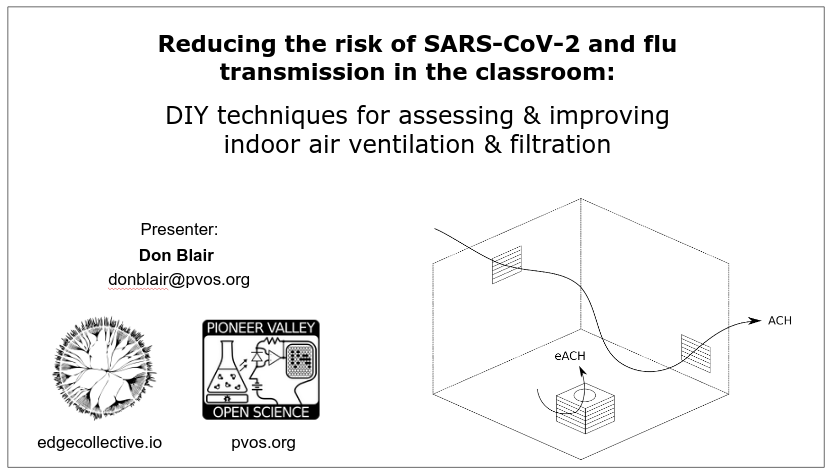 Reducing the risk of SARS-CoV-2 and flu
transmission in the classroom:
DIY techniques for assessing & improving
indoor air ventilation & filtration
Presenter:
Don Blair
donblair@pvos.org
PIONEER VALLEY
OPEN SCIENCE
edgecollective.io
pvos.org
ACH
eACH